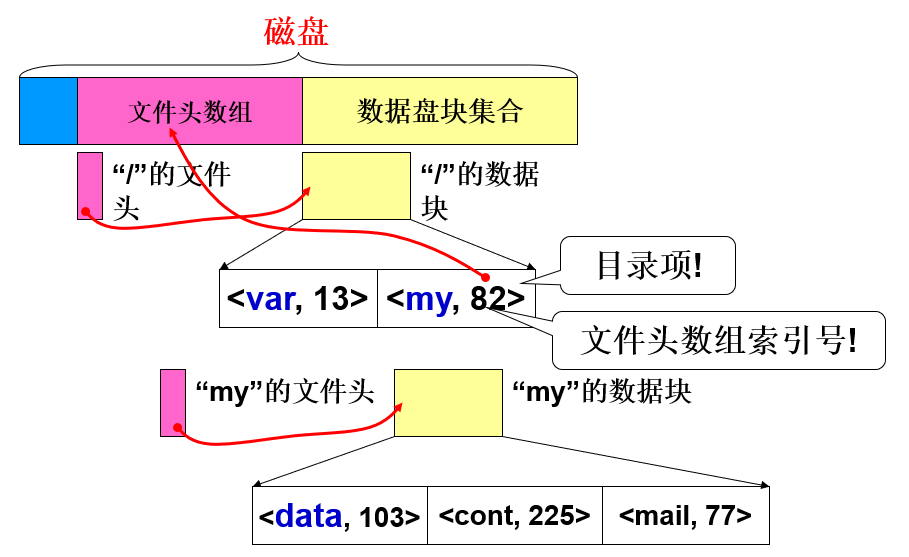 磁盘
文件头数组
数据盘块集合
“/”的文件
头
“/”的数据
块
目录项!
<var, 13>
<my, 82>
文件头数组索引号!
“my”的文件头
“my”的数据块
<data, 103>
<cont, 225>
<mail, 77>